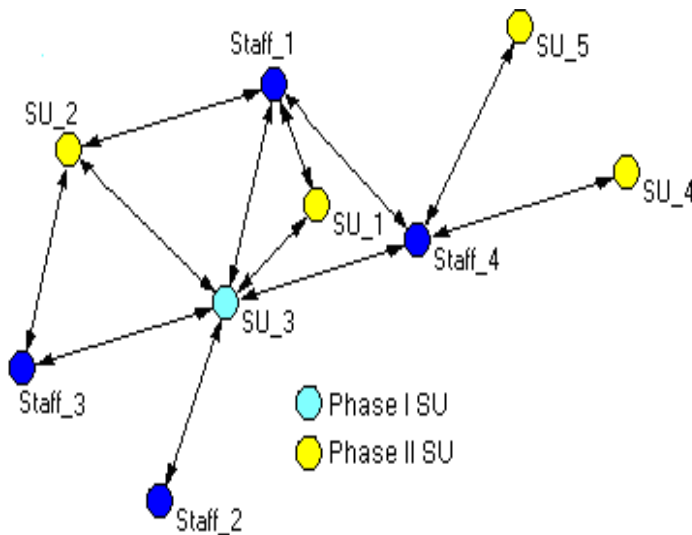 Staff_1
SU_5
SU_2
SU_4
SU_1
Staff_4
SU_3
Staff_3
Phase I SU
Phase II SU
Staff_2